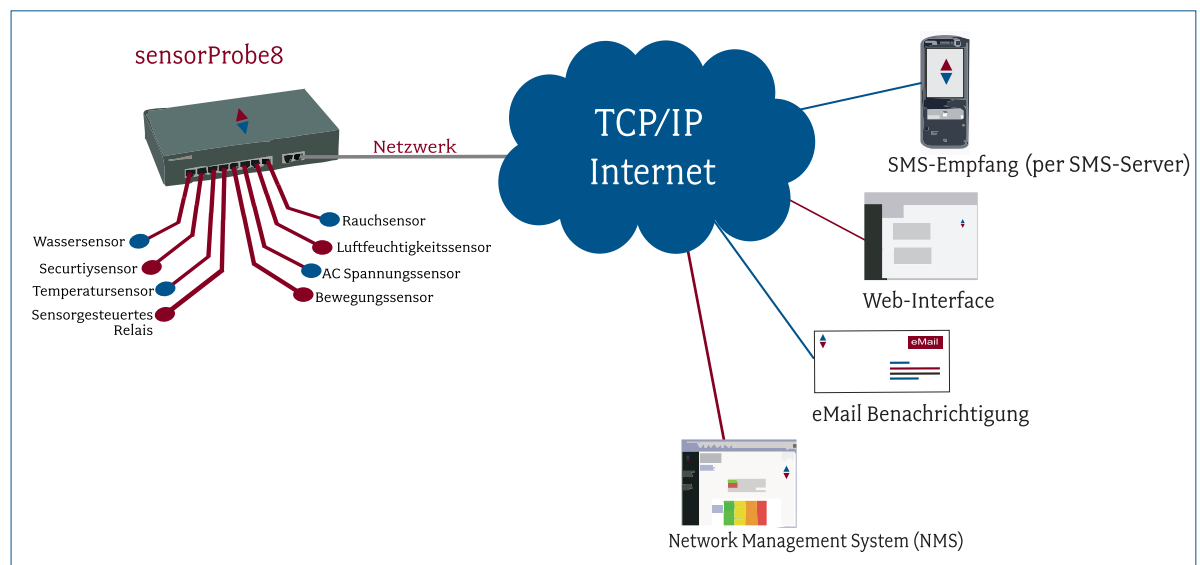 sensorProbe8
Netzwerk
TCP/IP
Internet
SMS-Empfang (per SMS-Server)
Wassersensor
Securtiysensor
Temperatursensor
Sensorgesteuertes
Relais
Rauchsensor
Luftfeuchtigkeitssensor
AC Spannungssensor
Bewegungssensor
Web-Interface
eMail
eMail Benachrichtigung
Network Management System (NMS)